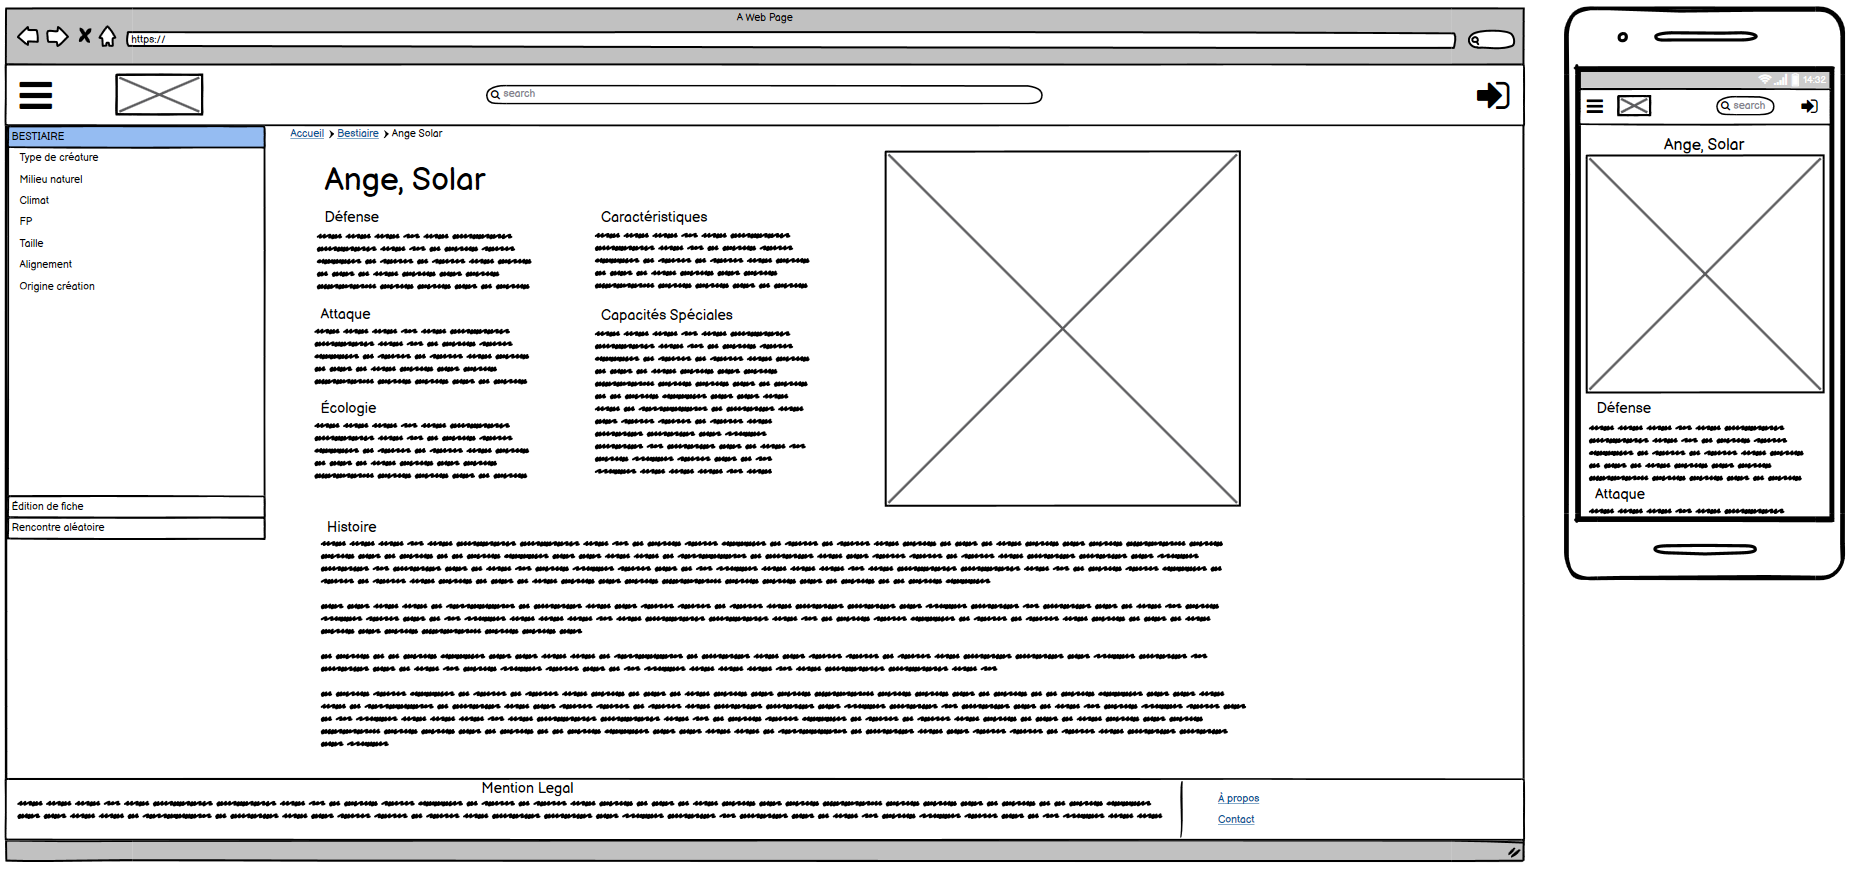 A Web Page
https://
search
BESTIAIRE
Type de créature
Milieu naturel
Climat
FP
Taille
Alignement
Origine création
Édition de fiche
Rencontre aléatoire
Accueil > Bestiaire > Ange Solar
Ange, Solar
Défense
Caractéristiques
Attaque
Capacités Spéciales
Écologie
Histoire
Mention Legal
À propos
Contact
14:32
search
Ange, Solar
Défense
Attaque